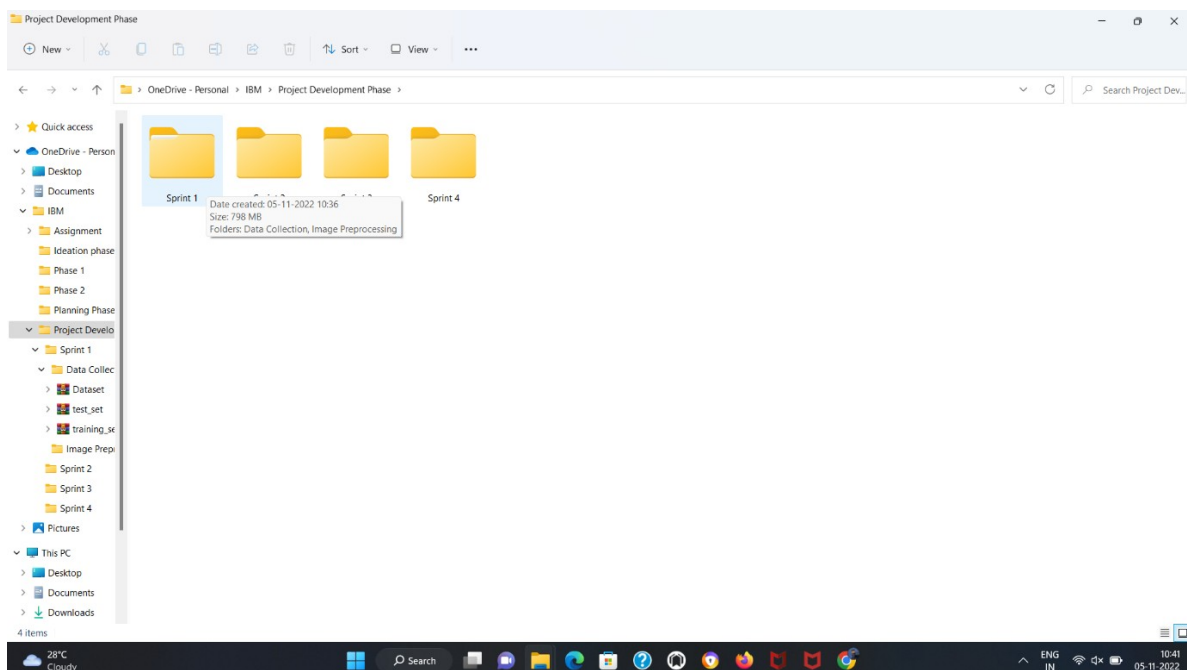 Project Development Phase
New
Sort
View
OneDrive - Personal > IBM > Project Development Phase >
Search Project Dev...
Quick access
OneDrive - Person
Desktop
Documents
IBM
Assignment
Ideation phase
Phase 1
Phase 2
Planning Phase
Project Develo
Sprint 1
Data Collec
Dataset
test_set
training_se
Image Prep
Sprint 2
Sprint 3
Sprint 4
Pictures
This PC
Desktop
Documents
Downloads
Sprint 1
Sprint 4
Date created: 05-11-2022 10:36
Size: 798 MB
Folders: Data Collection, Image Preprocessing
4 items
28°C
Cloudy
Search
ENG
IN
10:41
05-11-2022